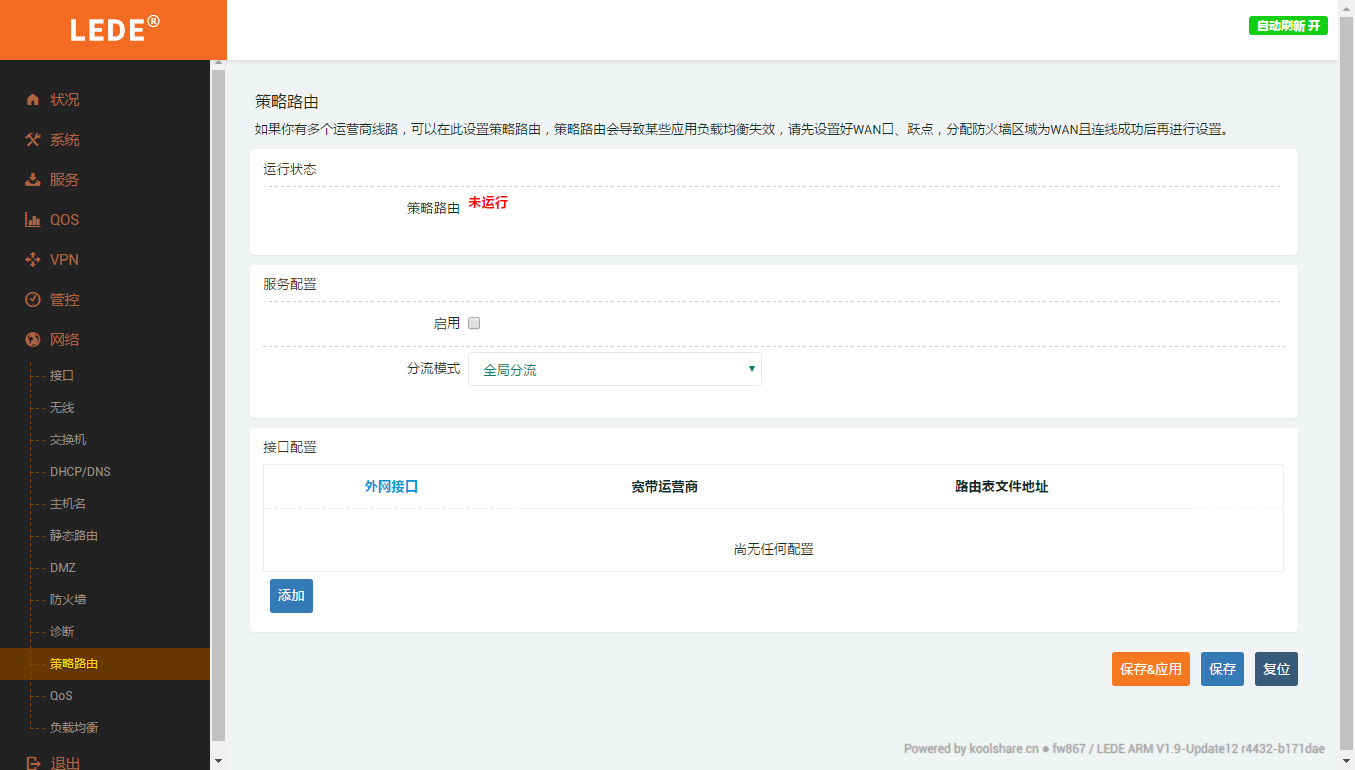 LEDE®
自动刷新 开
状况
系统
服务
QOS
VPN
管控
网络
接口
无线
交换机
DHCP/DNS
主机名
静态路由
DMZ
防火墙
诊断
策略路由
QoS
负载均衡
退出
策略路由
如果你有多个运营商线路，可以在此设置策略路由，策略路由会导致某些应用负载均衡失效，请先设置好WAN口、跃点，分配防火墙区域为WAN且连线成功后再进行设置。
运行状态
策略路由 未运行
服务配置
启用
分流模式 全局分流
接口配置
外网接口 宽带运营商 路由表文件地址
尚无任何配置
添加
保存&应用 保存 复位
Powered by koolshare.cn ● fw867 / LEDE ARM V1.9-Update12 r4432-b171dae